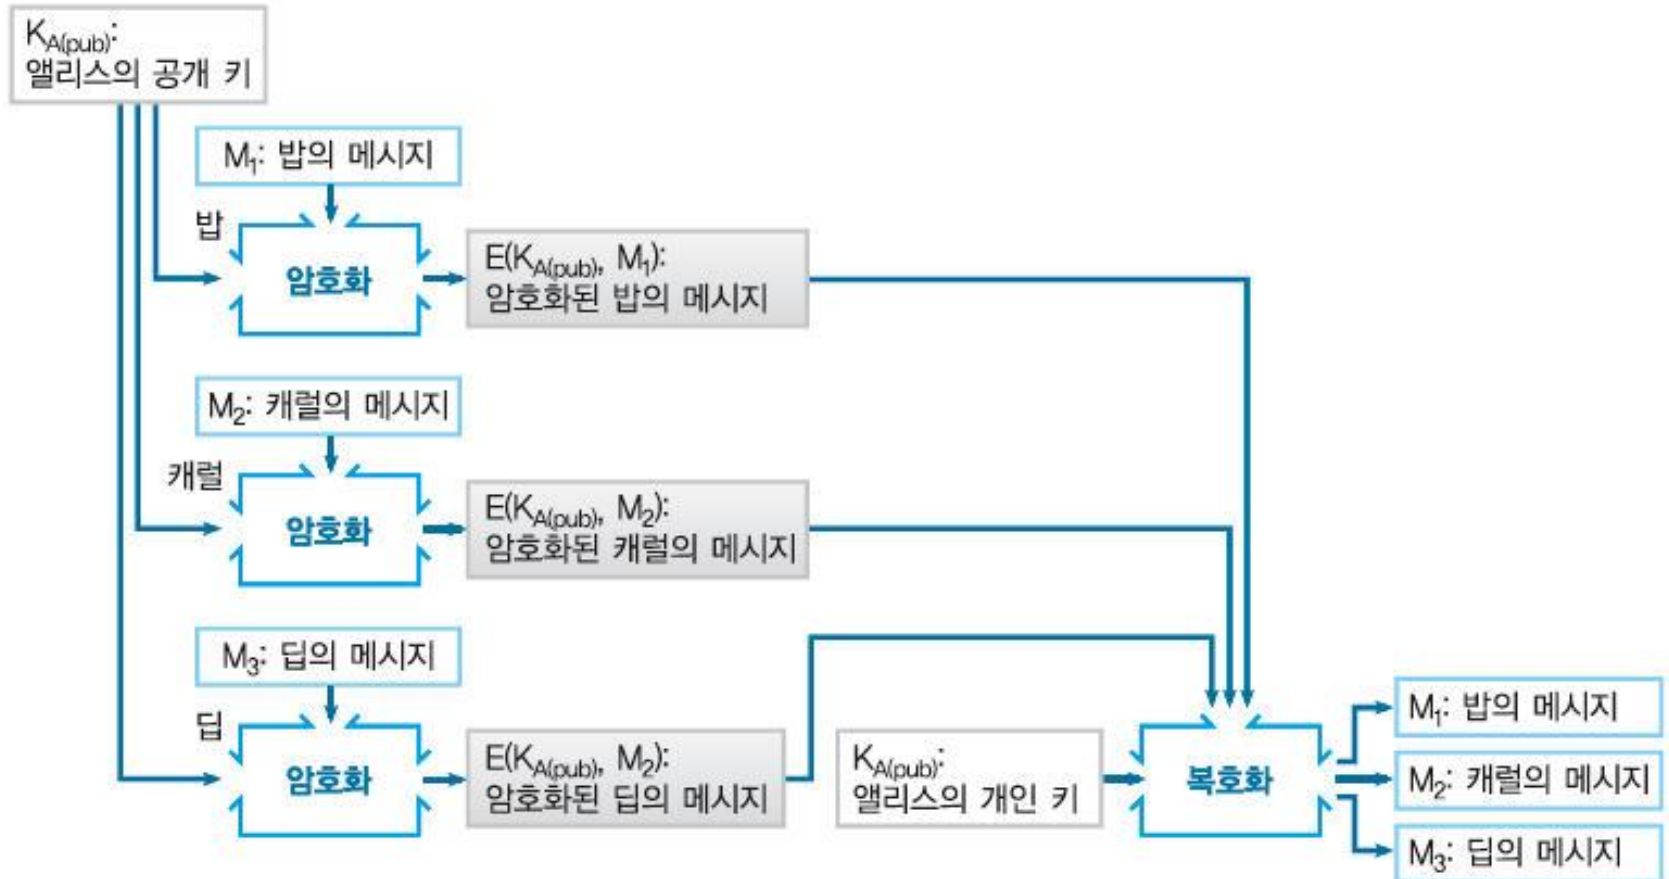 K_A(pub):
앨리스의 공개 키
M₁: 밥의 메시지
밥
암호화
E(K_A(pub), M₁):
암호화된 밥의 메시지
M₂: 캐럴의 메시지
캐럴
암호화
E(K_A(pub), M₂):
암호화된 캐럴의 메시지
M₃: 딥의 메시지
딥
암호화
E(K_A(pub), M₂):
암호화된 딥의 메시지
K_A(pub):
앨리스의 개인 키
복호화
M₁: 밥의 메시지
M₂: 캐럴의 메시지
M₃: 딥의 메시지